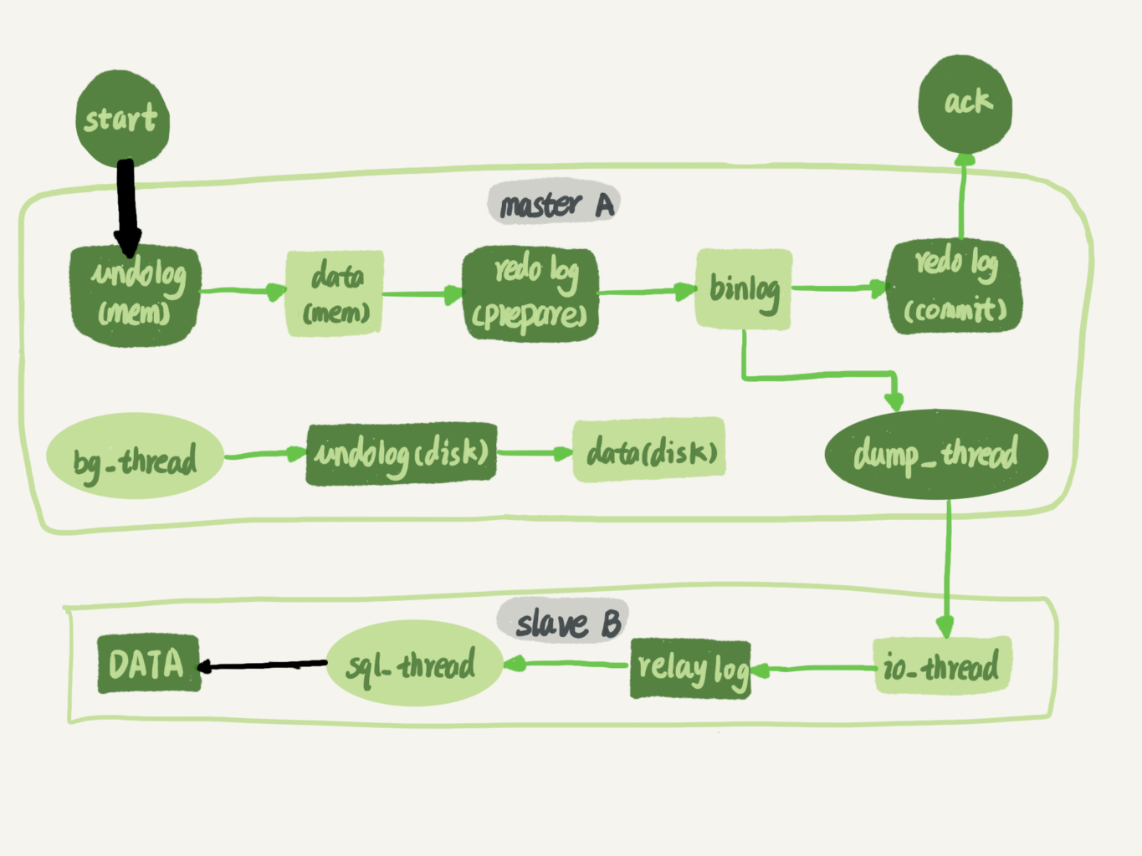 start
ack
master A
undolog
(mem)
data
(mem)
redo log
(prepare)
binlog
redo log
(commit)
bg_thread
undolog(disk)
data(disk)
dump_thread
slave B
DATA
sql_thread
relay log
io_thread